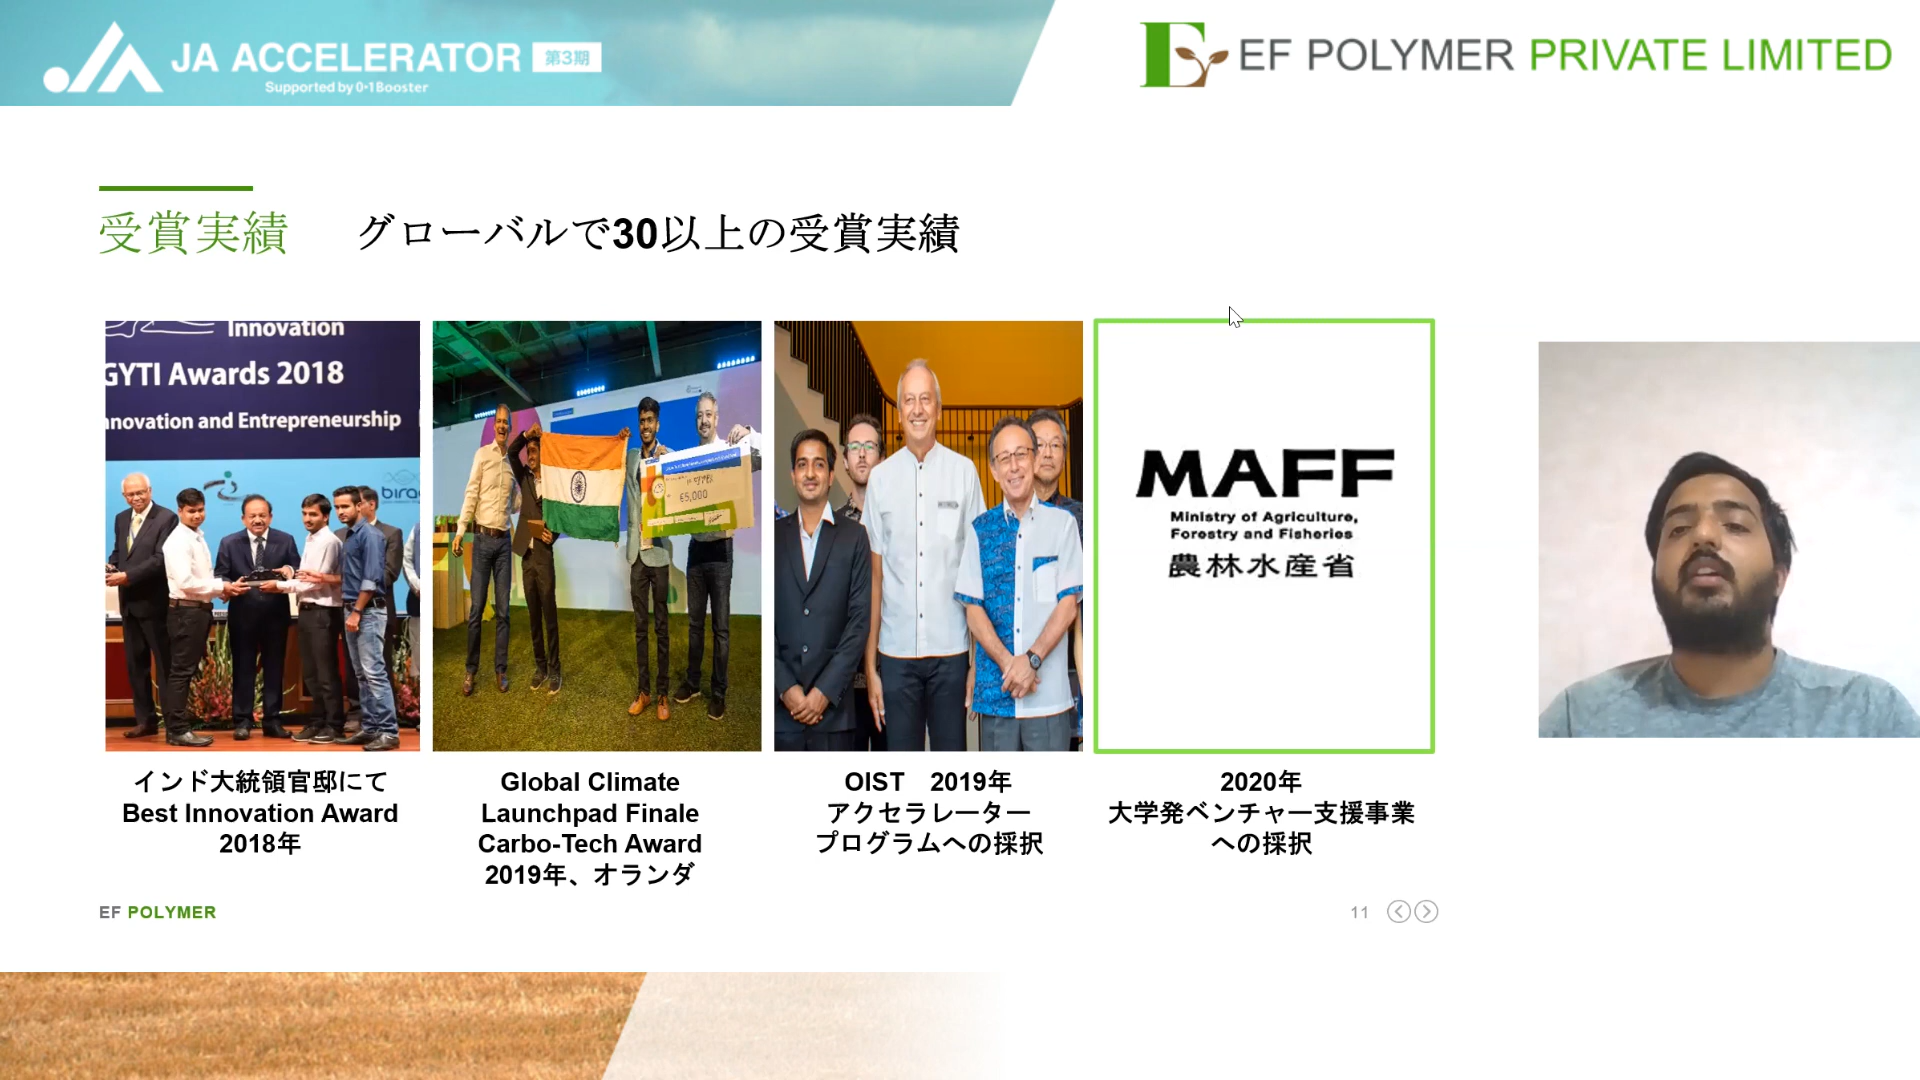 JA ACCELERATOR 第3期
Supported by 0→1Booster
EF POLYMER PRIVATE LIMITED
受賞実績 グローバルで30以上の受賞実績
Innovation
GYTI Awards 2018
nnovation and Entrepreneurship
birac
€5,000
MAFF
Ministry of Agriculture,
Forestry and Fisheries
農林水産省
インド大統領官邸にて
Best Innovation Award
2018年
Global Climate
Launchpad Finale
Carbo-Tech Award
2019年、オランダ
OIST 2019年
アクセラレーター
プログラムへの採択
2020年
大学発ベンチャー支援事業
への採択
EF POLYMER
11